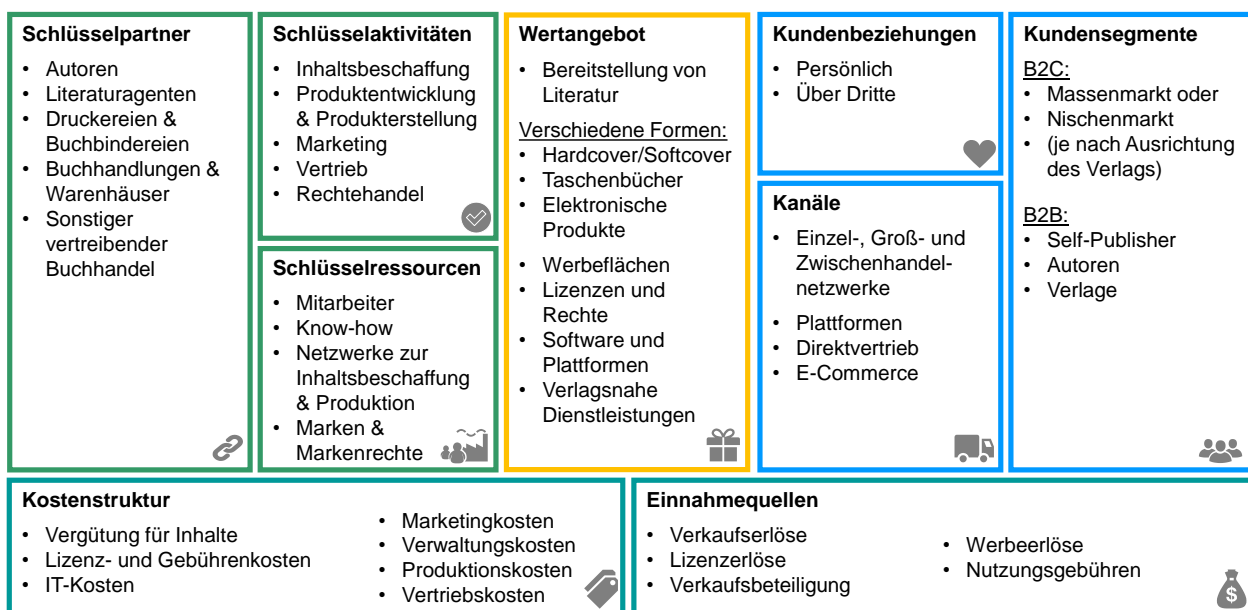 Schlüsselpartner
• Autoren
• Literaturagenten
• Druckereien &
Buchbindereien
• Buchhandlungen &
Warenhäuser
• Sonstiger
vertreibender
Buchhandel
Schlüsselaktivitäten
• Inhaltsbeschaffung
• Produktentwicklung
& Produkterstellung
• Marketing
• Vertrieb
• Rechtehandel
Schlüsselressourcen
• Mitarbeiter
• Know-how
• Netzwerke zur
Inhaltsbeschaffung
& Produktion
• Marken &
Markenrechte
Wertangebot
• Bereitstellung von
Literatur
Verschiedene Formen:
• Hardcover/Softcover
• Taschenbücher
• Elektronische
Produkte
• Werbeflächen
• Lizenzen und
Rechte
• Software und
Plattformen
• Verlagsnahe
Dienstleistungen
Kundenbeziehungen
• Persönlich
• Über Dritte
Kanäle
• Einzel-, Groß- und
Zwischenhandel-
netzwerke
• Plattformen
• Direktvertrieb
• E-Commerce
Kundensegmente
B2C:
• Massenmarkt oder
• Nischenmarkt
• (je nach Ausrichtung
des Verlags)
B2B:
• Self-Publisher
• Autoren
• Verlage
Kostenstruktur
• Vergütung für Inhalte
• Lizenz- und Gebührenkosten
• IT-Kosten
• Marketingkosten
• Verwaltungskosten
• Produktionskosten
• Vertriebskosten
Einnahmequellen
• Verkaufserlöse
• Lizenzerlöse
• Verkaufsbeteiligung
• Werbeerlöse
• Nutzungsgebühren
$